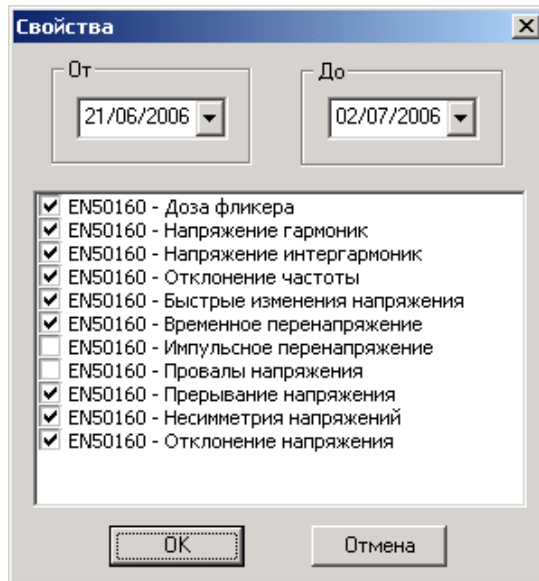 Свойства
От
До
21/06/2006
02/07/2006
EN50160 - Доза фликера
EN50160 - Напряжение гармоник
EN50160 - Напряжение интергармоник
EN50160 - Отклонение частоты
EN50160 - Быстрые изменения напряжения
EN50160 - Временное перенапряжение
EN50160 - Импульсное перенапряжение
EN50160 - Провалы напряжения
EN50160 - Прерывание напряжения
EN50160 - Несимметрия напряжений
EN50160 - Отклонение напряжения
OK
Отмена